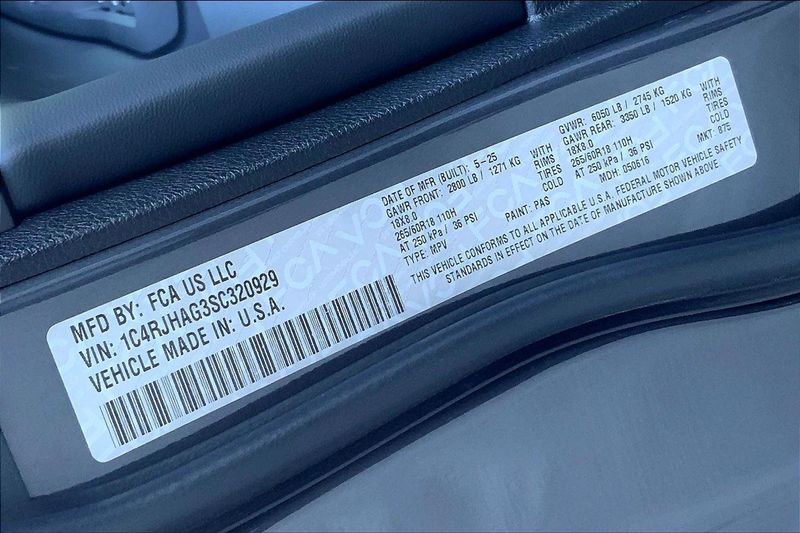 MFD BY: FCA US LLC
VIN: 1C4RJHAG3SC320929
VEHICLE MADE IN: U.S.A.
DATE OF MFR (BUILT): 5-25
GAWR FRONT: 2800 LB / 1271 KG WITH
18X8.0 RIMS
265/60R18 110H TIRES
AT 250 kPa / 36 PSI COLD
TYPE: MPV PAINT: PAS
GVWR: 6050 LB / 2745 KG
GAWR REAR: 3350 LB / 1520 KG WITH
18X8.0 RIMS
265/60R18 110H TIRES
AT 250 kPa / 36 PSI COLD
MDH: 050616 MKT: 87E
THIS VEHICLE CONFORMS TO ALL APPLICABLE U.S.A. FEDERAL MOTOR VEHICLE SAFETY
STANDARDS IN EFFECT ON THE DATE OF MANUFACTURE SHOWN ABOVE.